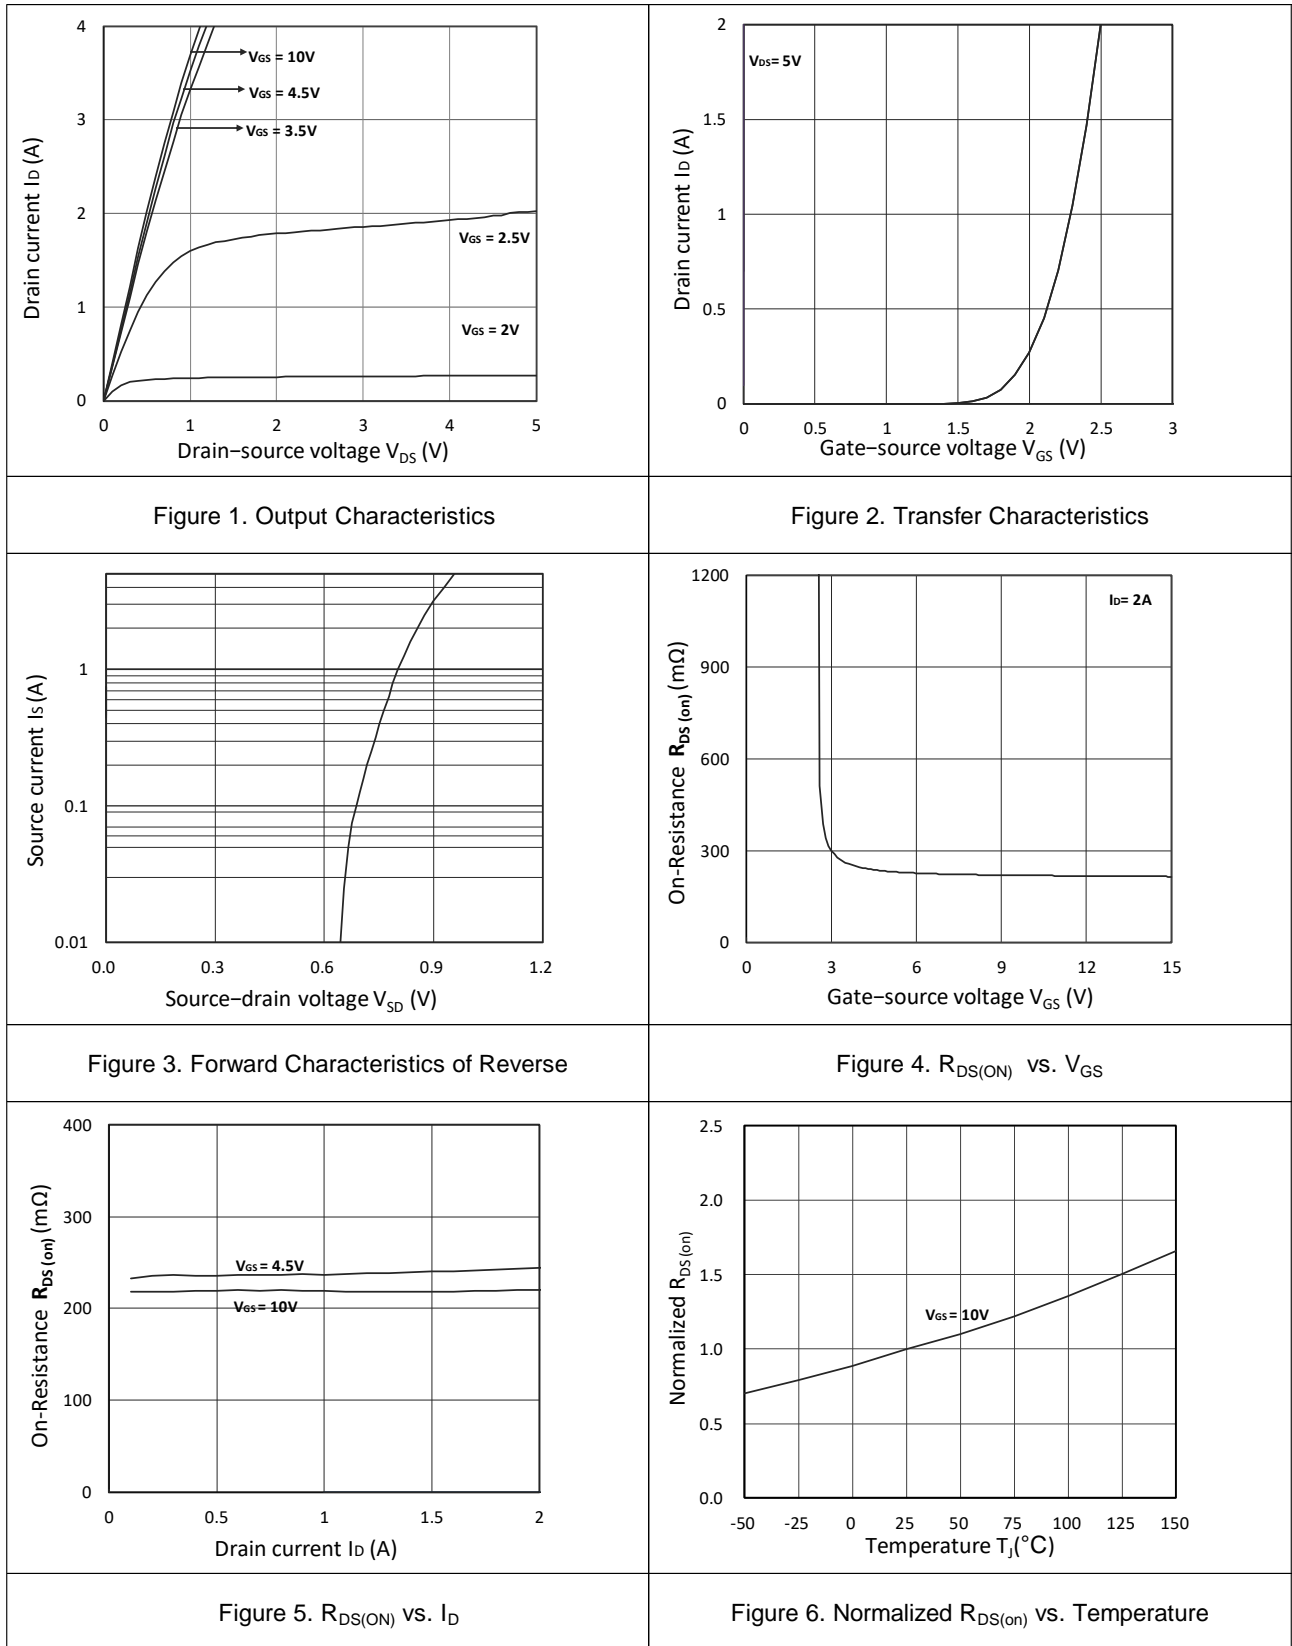 4
3
2
1
0
0 1 2 3 4 5
Drain current ID (A)
VGS = 10V
VGS = 4.5V
VGS = 3.5V
VGS = 2.5V
VGS = 2V
Drain−source voltage VDS (V)
Figure 1. Output Characteristics
2
1.5
1
0.5
0
0 0.5 1 1.5 2 2.5 3
Drain current ID (A)
VDS= 5V
Gate−source voltage VGS (V)
Figure 2. Transfer Characteristics
1
0.1
0.01
0.0 0.3 0.6 0.9 1.2
Source current IS (A)
Source−drain voltage VSD (V)
Figure 3. Forward Characteristics of Reverse
1200
900
600
300
0
0 3 6 9 12 15
On-Resistance RDS (on) (mΩ)
ID= 2A
Gate−source voltage VGS (V)
Figure 4. RDS(ON) vs. VGS
400
300
200
100
0
0 0.5 1 1.5 2
On-Resistance RDS (on) (mΩ)
VGS = 4.5V
VGS = 10V
Drain current ID (A)
Figure 5. RDS(ON) vs. ID
2.5
2.0
1.5
1.0
0.5
0.0
-50 -25 0 25 50 75 100 125 150
Normalized RDS (on)
VGS = 10V
Temperature TJ(°C)
Figure 6. Normalized RDS(on) vs. Temperature